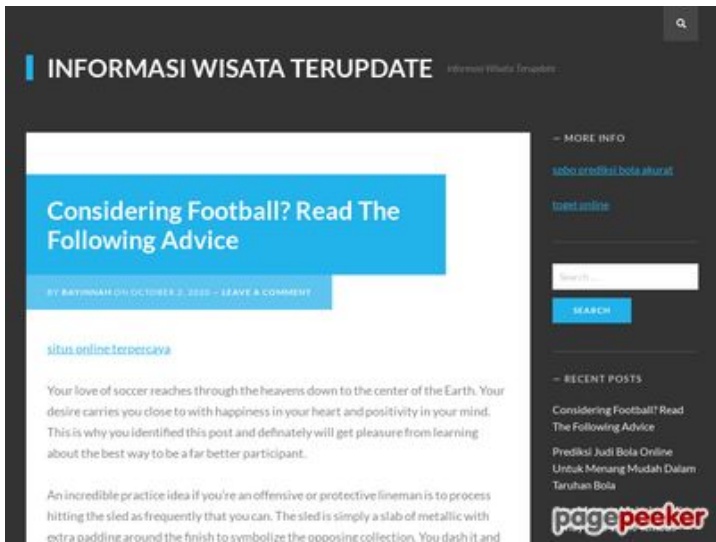 INFORMASI WISATA TERUPDATE
Informasi Wisata Terupdate
Considering Football? Read The
Following Advice
BY BAYINNAH ON OCTOBER 2, 2020 – LEAVE A COMMENT
situs online terpercaya
Your love of soccer reaches through the heavens down to the center of the Earth. Your
desire carries you close to with happiness in your heart and positivity in your mind.
This is why you identified this post and definately will get pleasure from learning
about the best way to be a far better participant.
An incredible practice idea if you're an offensive or protective lineman is to process
hitting the sled as frequently that you can. The sled is simply a slab of metallic with
extra padding around the finish to symbolize the opposing collection. You dash it and
– MORE INFO
sobo prediksi bola akurat
togel online
Search …
SEARCH
– RECENT POSTS
Considering Football? Read
The Following Advice
Prediksi Judi Bola Online
Untuk Menang Mudah Dalam
Taruhan Bola
pagepeeker